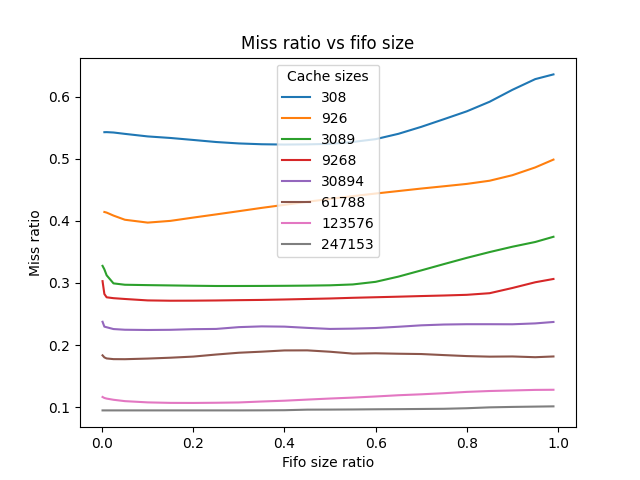 Miss ratio vs fifo size
Cache sizes
308
926
3089
9268
30894
61788
123576
247153
Miss ratio
0.6
0.5
0.4
0.3
0.2
0.1
0.0 0.2 0.4 0.6 0.8 1.0
Fifo size ratio